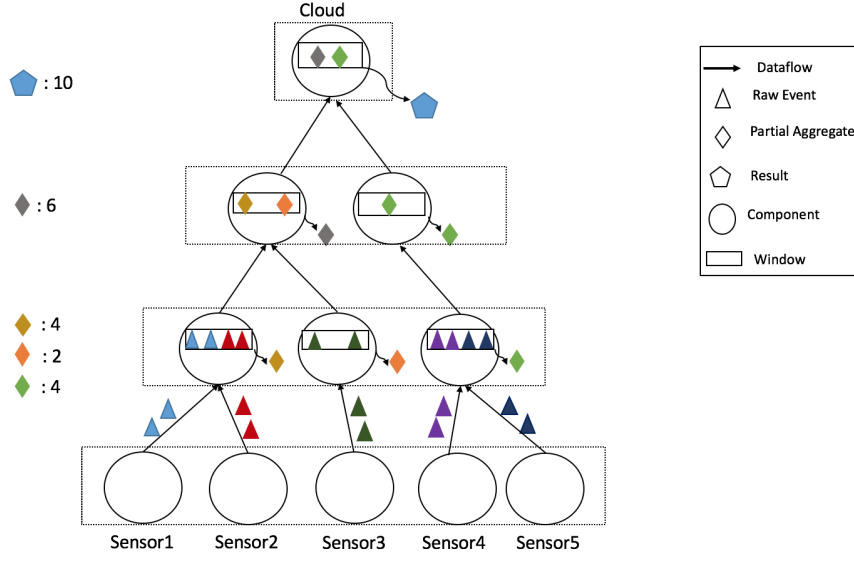 Cloud
: 10
Dataflow
Raw Event
Partial Aggregate
Result
Component
Window
: 6
: 4
: 2
: 4
Sensor1
Sensor2
Sensor3
Sensor4
Sensor5